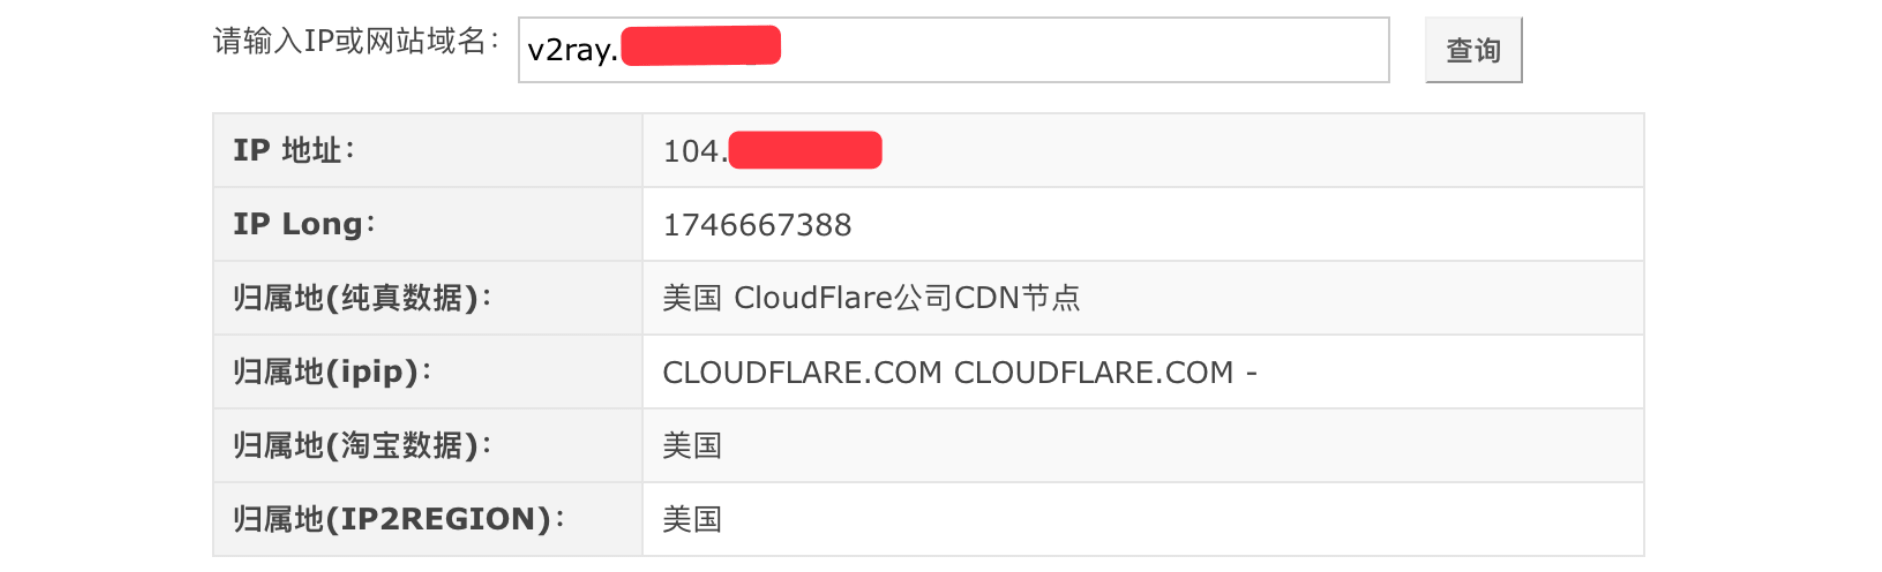 请输入IP或网站域名： v2ray. 查询
IP 地址： 104.
IP Long： 1746667388
归属地(纯真数据)： 美国 CloudFlare公司CDN节点
归属地(ipip)： CLOUDFLARE.COM CLOUDFLARE.COM -
归属地(淘宝数据)： 美国
归属地(IP2REGION)： 美国